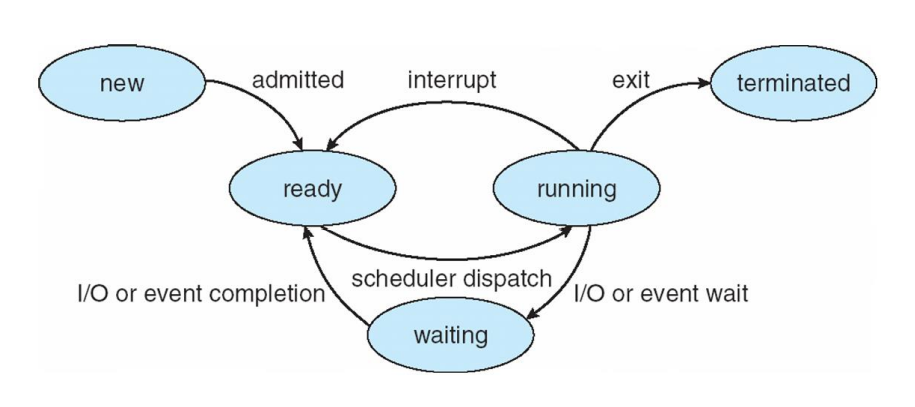 new
admitted
interrupt
exit
terminated
ready
running
scheduler dispatch
I/O or event completion
I/O or event wait
waiting